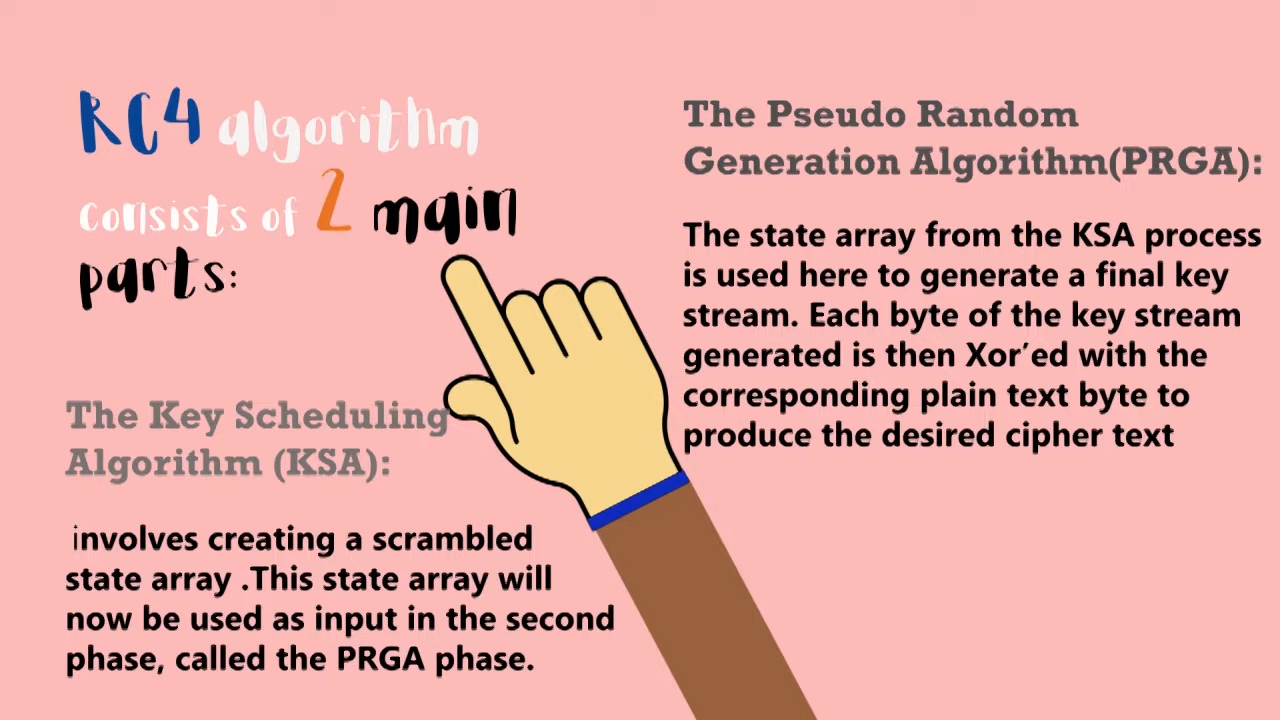 RC4 algorithm
consists of 2 main
parts:
The Key Scheduling
Algorithm (KSA):
involves creating a scrambled
state array .This state array will
now be used as input in the second
phase, called the PRGA phase.
The Pseudo Random
Generation Algorithm(PRGA):
The state array from the KSA process
is used here to generate a final key
stream. Each byte of the key stream
generated is then Xor’ed with the
corresponding plain text byte to
produce the desired cipher text